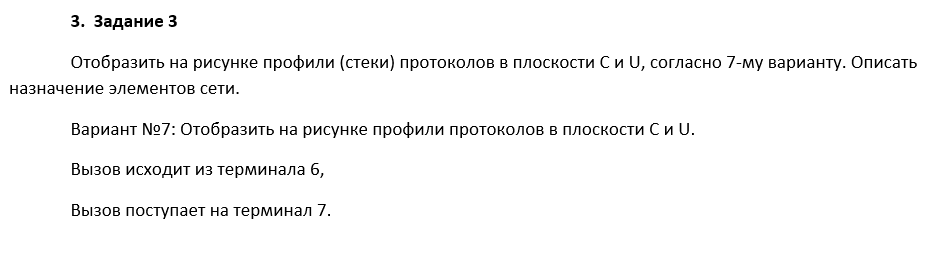 3. Задание 3
Отобразить на рисунке профили (стеки) протоколов в плоскости C и U, согласно 7-му варианту. Описать
назначение элементов сети.
Вариант №7: Отобразить на рисунке профили протоколов в плоскости C и U.
Вызов исходит из терминала 6,
Вызов поступает на терминал 7.